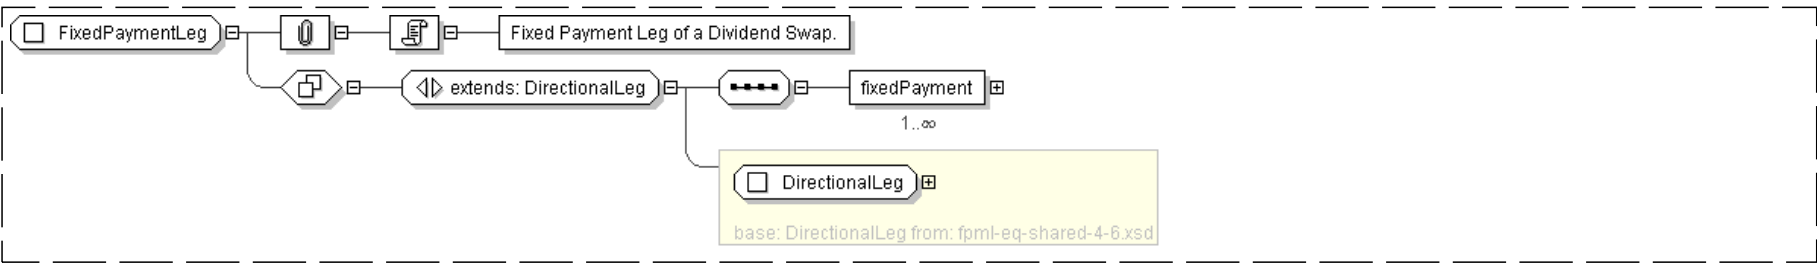 FixedPaymentLeg
Fixed Payment Leg of a Dividend Swap.
extends: DirectionalLeg
fixedPayment
1..∞
DirectionalLeg
base: DirectionalLeg from: fpml-eq-shared-4-6.xsd